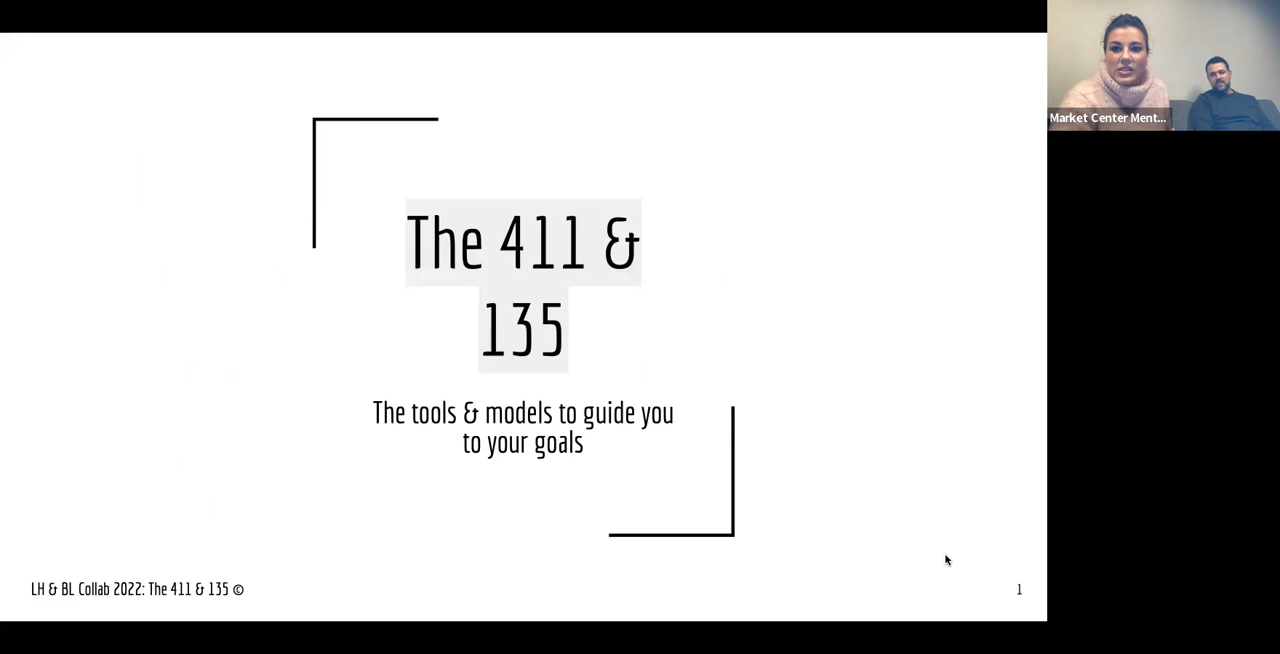 The 411 &
135
The tools & models to guide you
to your goals
LH & BL Collab 2022: The 411 & 135 ©
1
Market Center Ment...